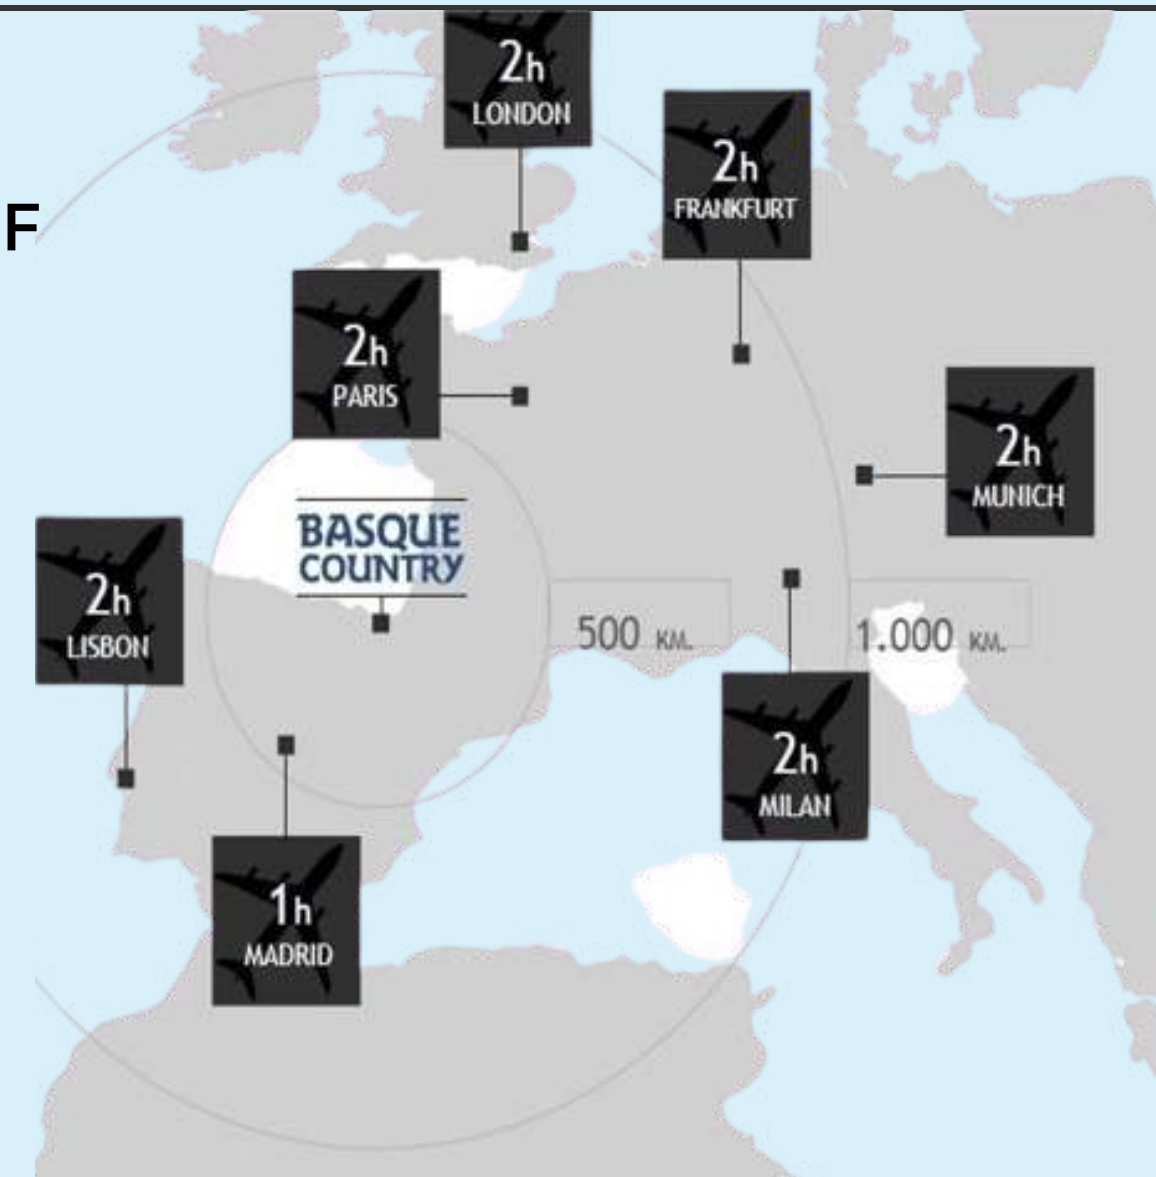 2h
LONDON
2h
FRANKFURT
F
2h
PARIS
2h
MUNICH
BASQUE
COUNTRY
2h
LISBON
500 KM.
1.000 KM.
2h
MILAN
1h
MADRID